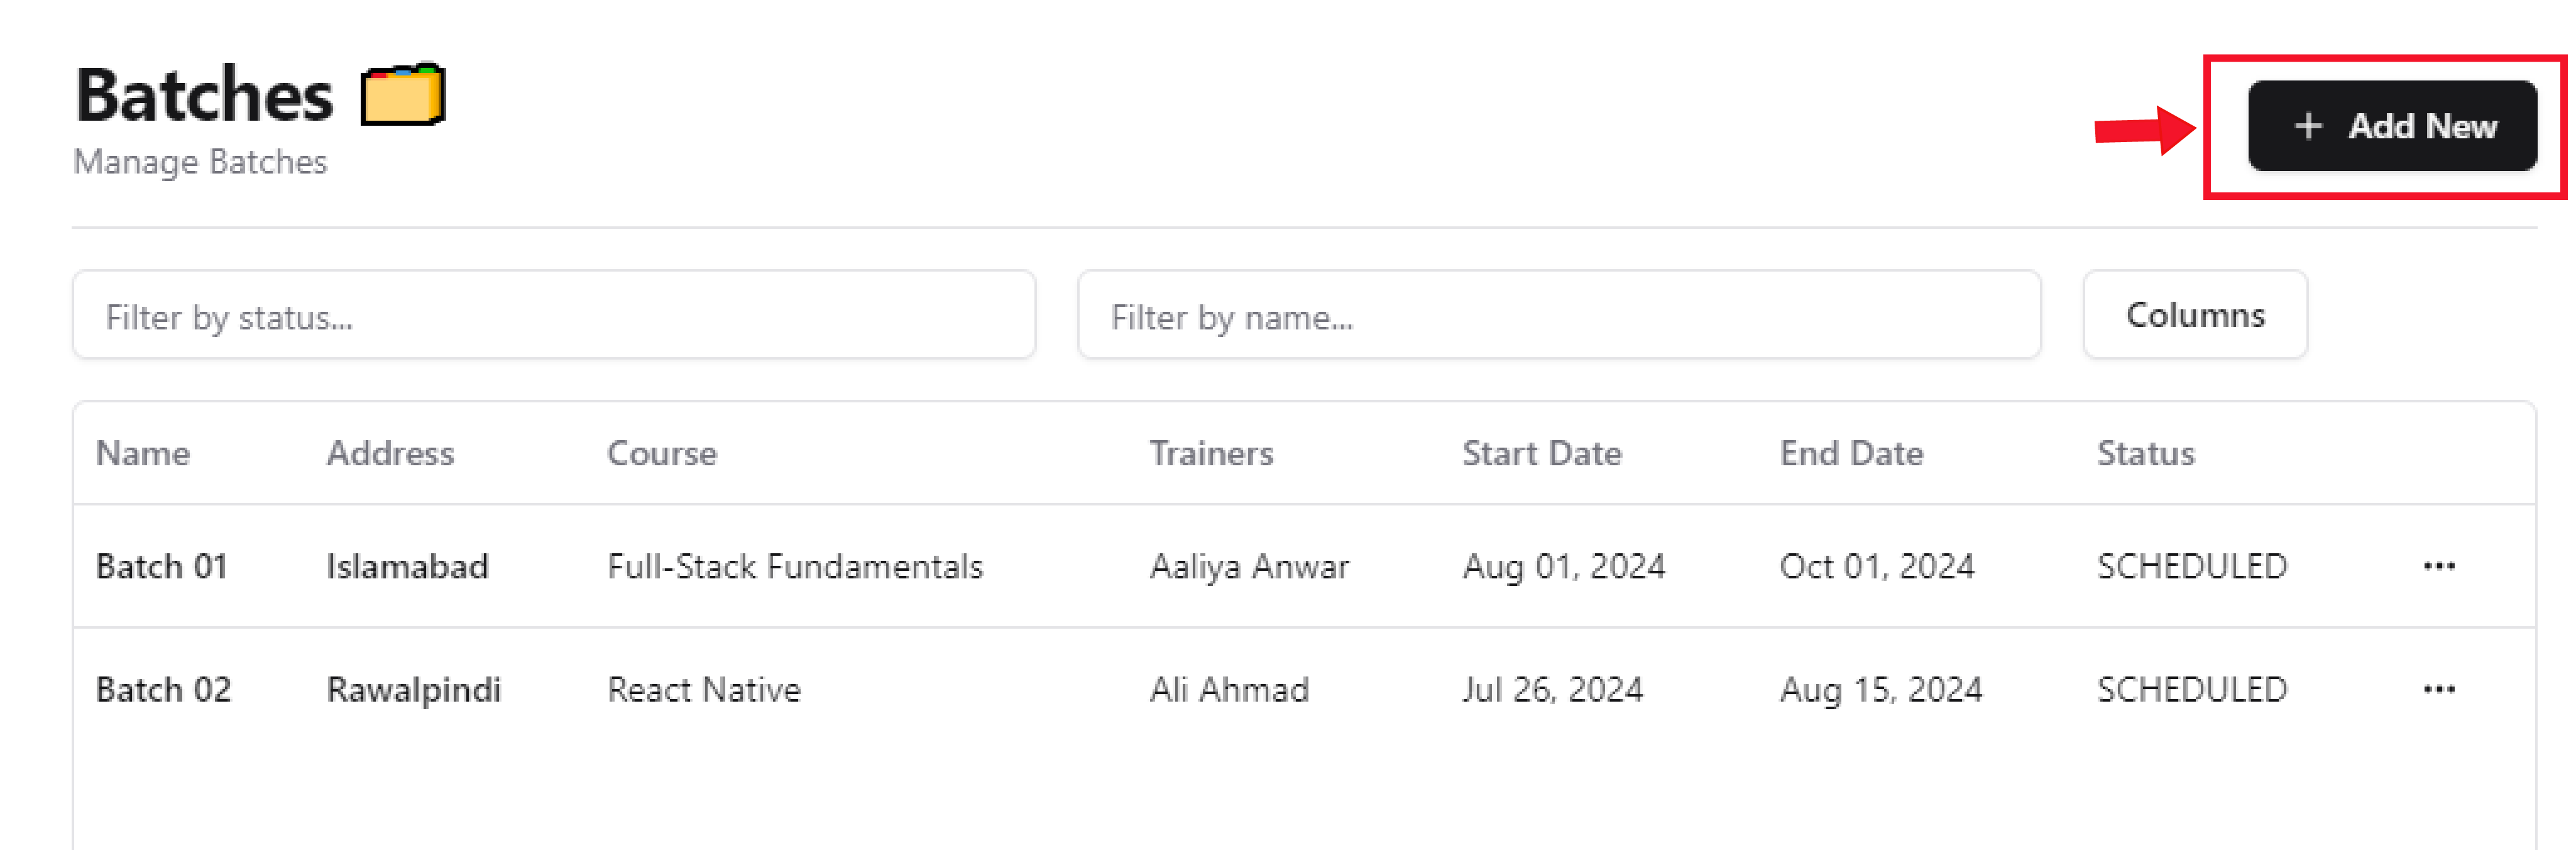 Batches
Manage Batches
+ Add New
Filter by status...
Filter by name...
Columns
Name Address Course Trainers Start Date End Date Status
Batch 01 Islamabad Full-Stack Fundamentals Aaliya Anwar Aug 01, 2024 Oct 01, 2024 SCHEDULED ...
Batch 02 Rawalpindi React Native Ali Ahmad Jul 26, 2024 Aug 15, 2024 SCHEDULED ...